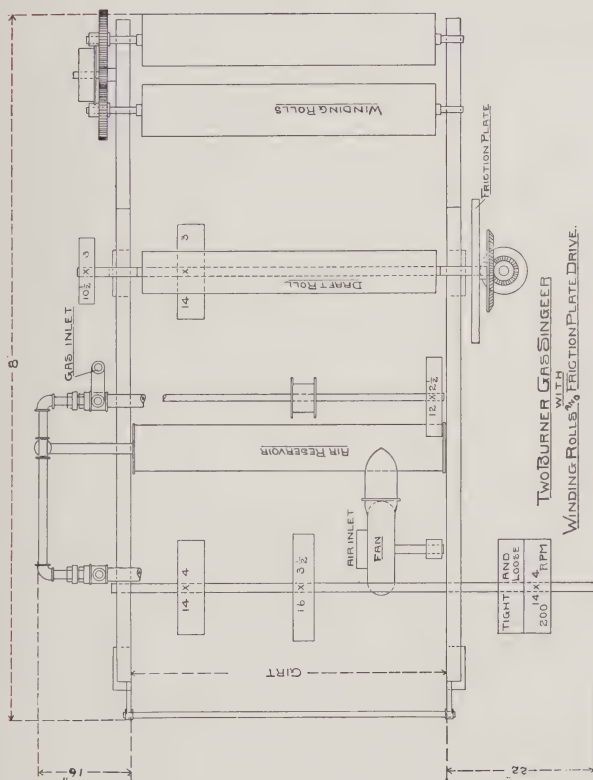 8'
16"
22"
GAS INLET
10½ X 3
14 X 3
DRAFT ROLL
WINDING ROLLS
FRICTION PLATE
12 X 2½
AIR RESERVOIR
AIR INLET
FAN
14 X 4
16 X 3½
GIRT
TIGHT AND
LOOSE
14 X 4
200 RPM
TWO BURNER GAS SINGEER
WITH
WINDING ROLLS AND FRICTION PLATE DRIVE.